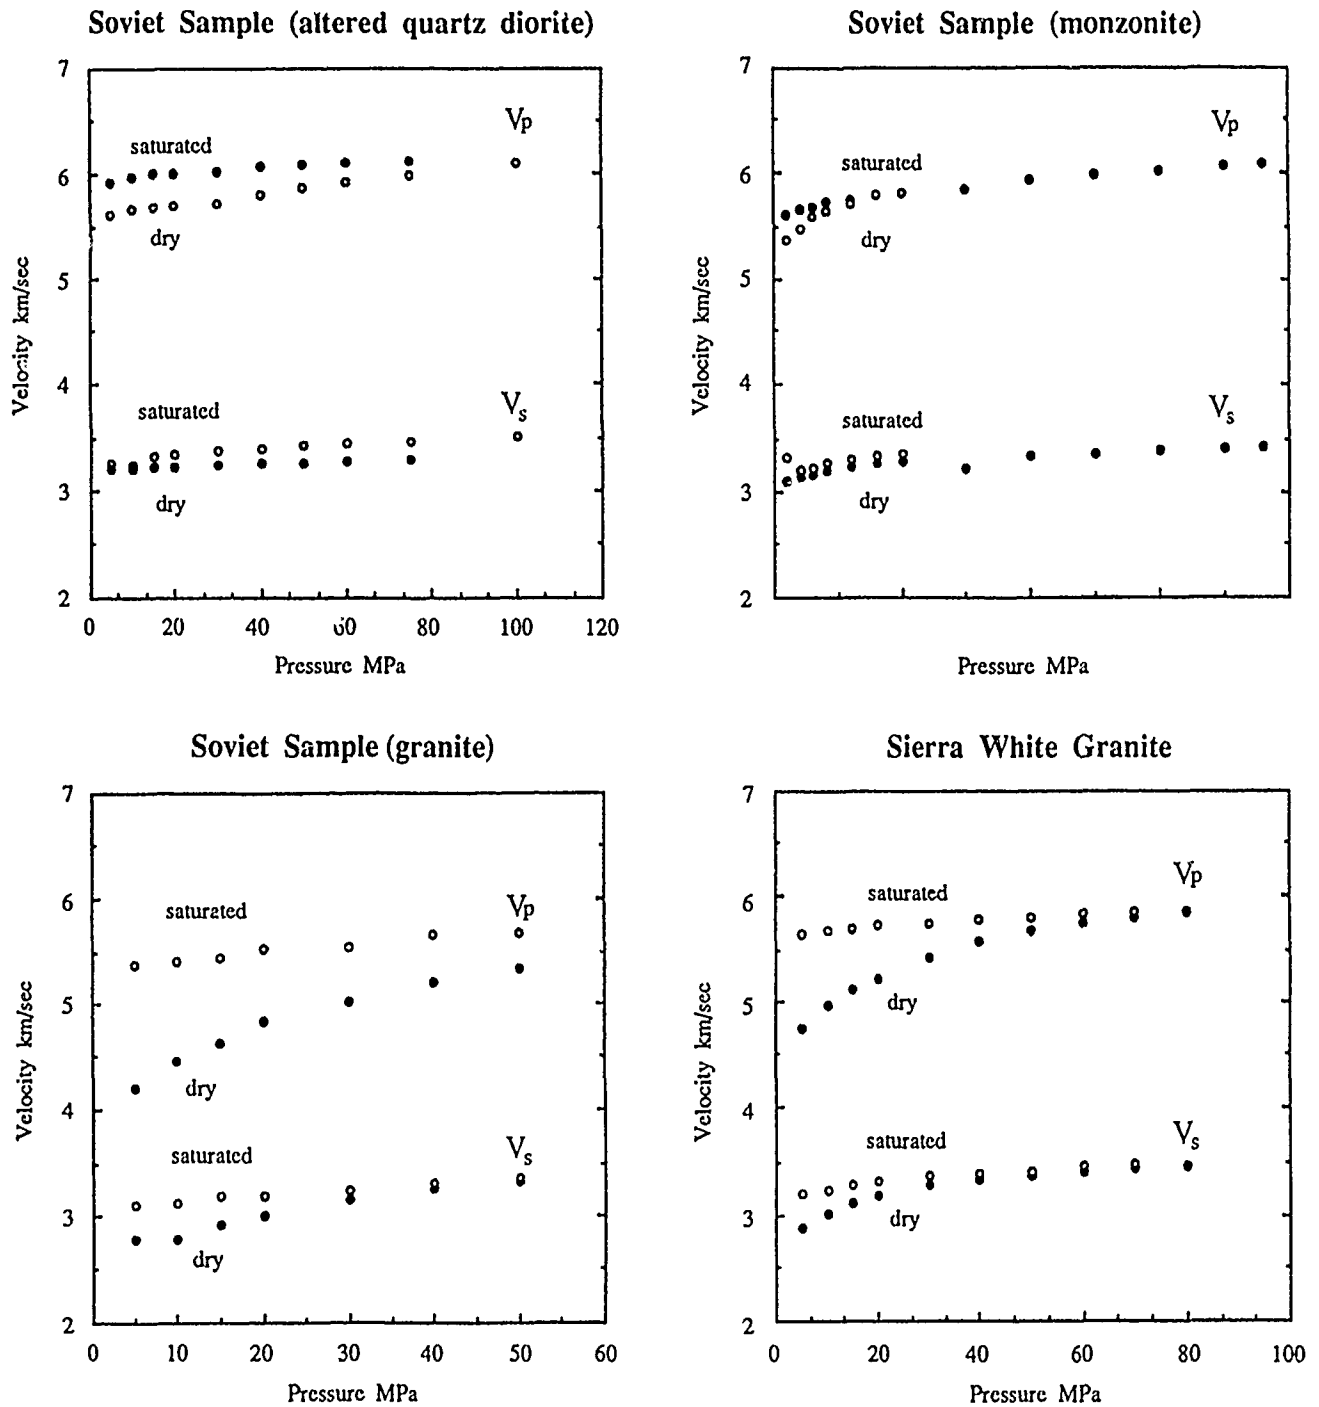 Soviet Sample (altered quartz diorite)
7
6
5
4
3
2
Velocity km/sec
saturated
Vp
dry
saturated
Vs
dry
0 20 40 60 80 100 120
Pressure MPa
Soviet Sample (monzonite)
7
6
5
4
3
2
Velocity km/sec
saturated
Vp
dry
saturated
Vs
dry
Pressure MPa
Soviet Sample (granite)
7
6
5
4
3
2
Velocity km/sec
saturated
Vp
dry
saturated
Vs
dry
0 10 20 30 40 50 60
Pressure MPa
Sierra White Granite
7
6
5
4
3
2
Velocity km/sec
saturated
Vp
dry
saturated
Vs
dry
0 20 40 60 80 100
Pressure MPa